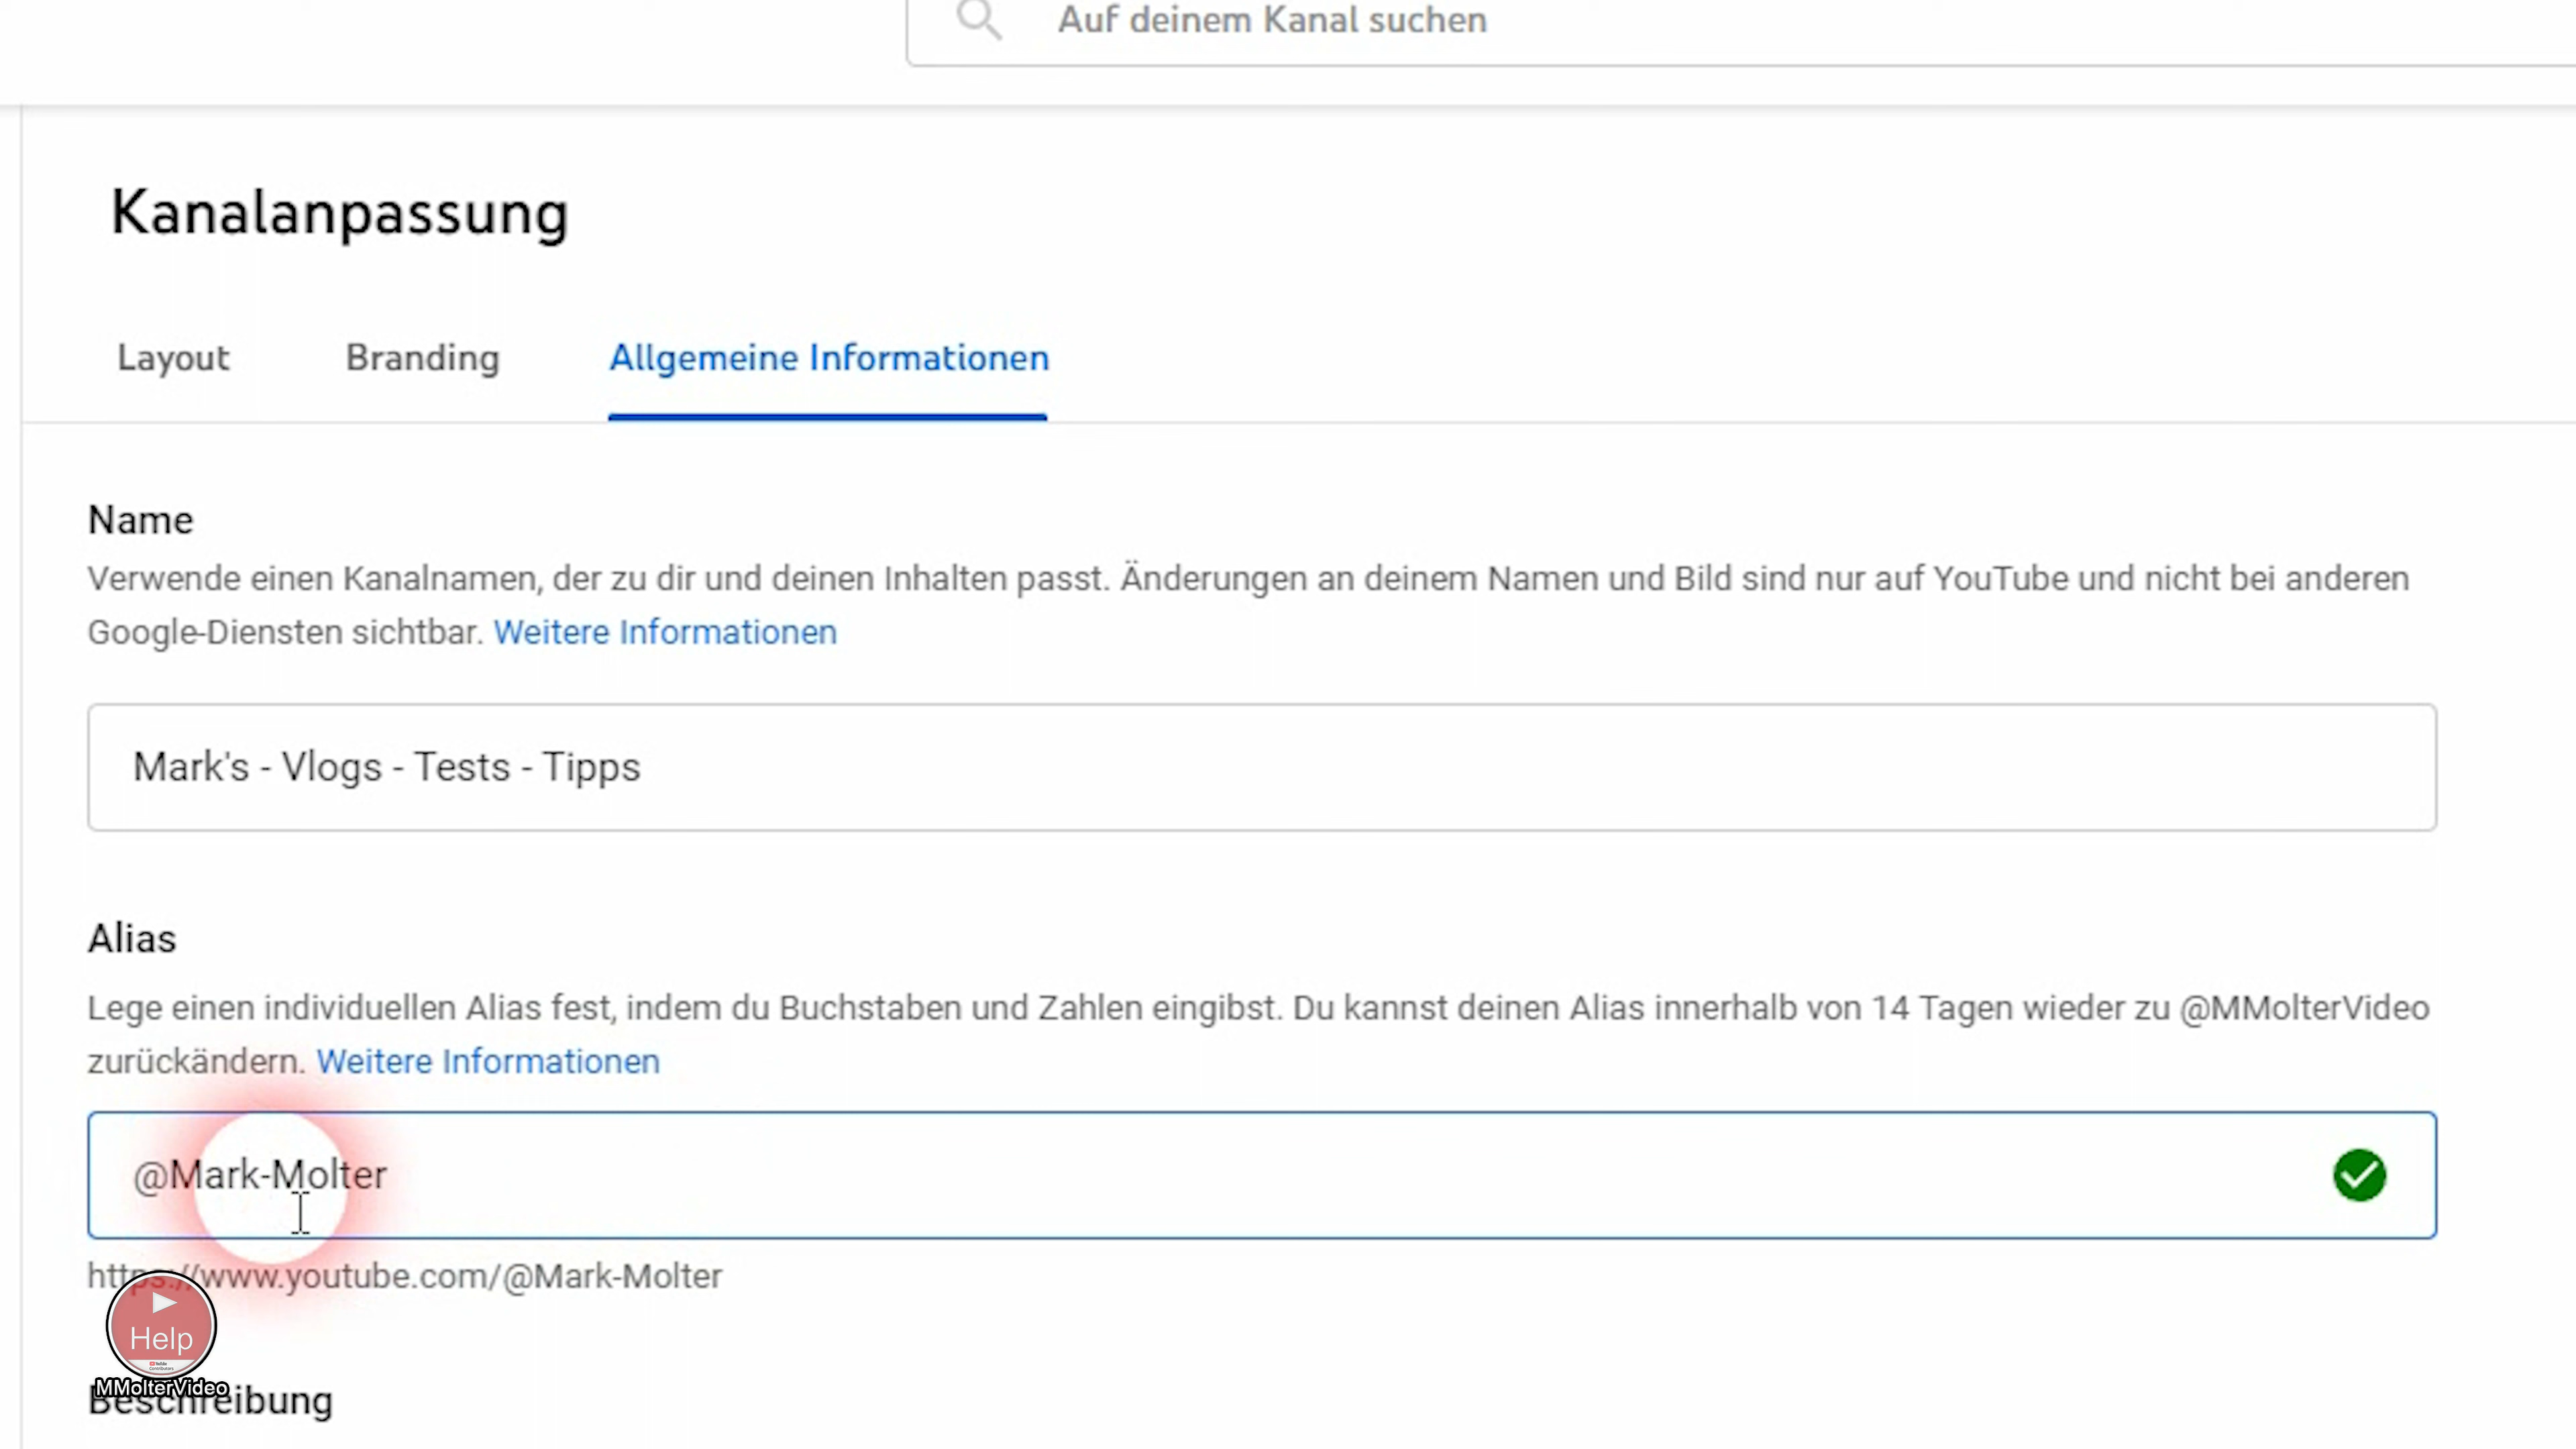 Auf deinem Kanal suchen
Kanalanpassung
Layout Branding Allgemeine Informationen
Name
Verwende einen Kanalnamen, der zu dir und deinen Inhalten passt. Änderungen an deinem Namen und Bild sind nur auf YouTube und nicht bei anderen
Google-Diensten sichtbar. Weitere Informationen
Mark's - Vlogs - Tests - Tipps
Alias
Lege einen individuellen Alias fest, indem du Buchstaben und Zahlen eingibst. Du kannst deinen Alias innerhalb von 14 Tagen wieder zu @MMolterVideo
zurückändern. Weitere Informationen
@Mark-Molter
https://www.youtube.com/@Mark-Molter
Help
MMolterVideo
Beschreibung